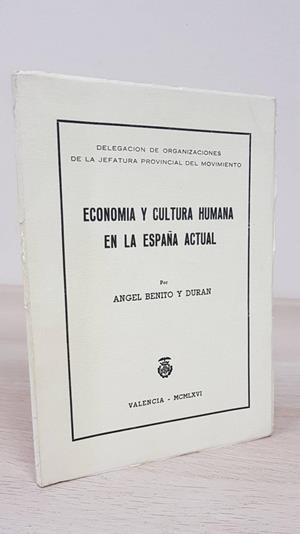 DELEGACION DE ORGANIZACIONES
DE LA JEFATURA PROVINCIAL DEL MOVIMIENTO
ECONOMIA Y CULTURA HUMANA
EN LA ESPAÑA ACTUAL
Por
ANGEL BENITO Y DURAN
VALENCIA - MCMLXVI